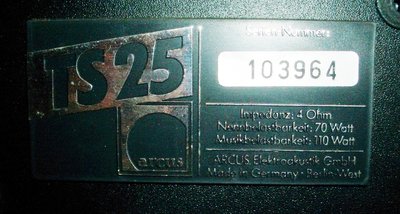 TS25
arcus
Serien Nummer:
103964
Impedanz: 4 Ohm
Nennbelastbarkeit: 70 Watt
Musikbelastbarkeit: 110 Watt
ARCUS Elektroakustik GmbH
Made in Germany · Berlin-West